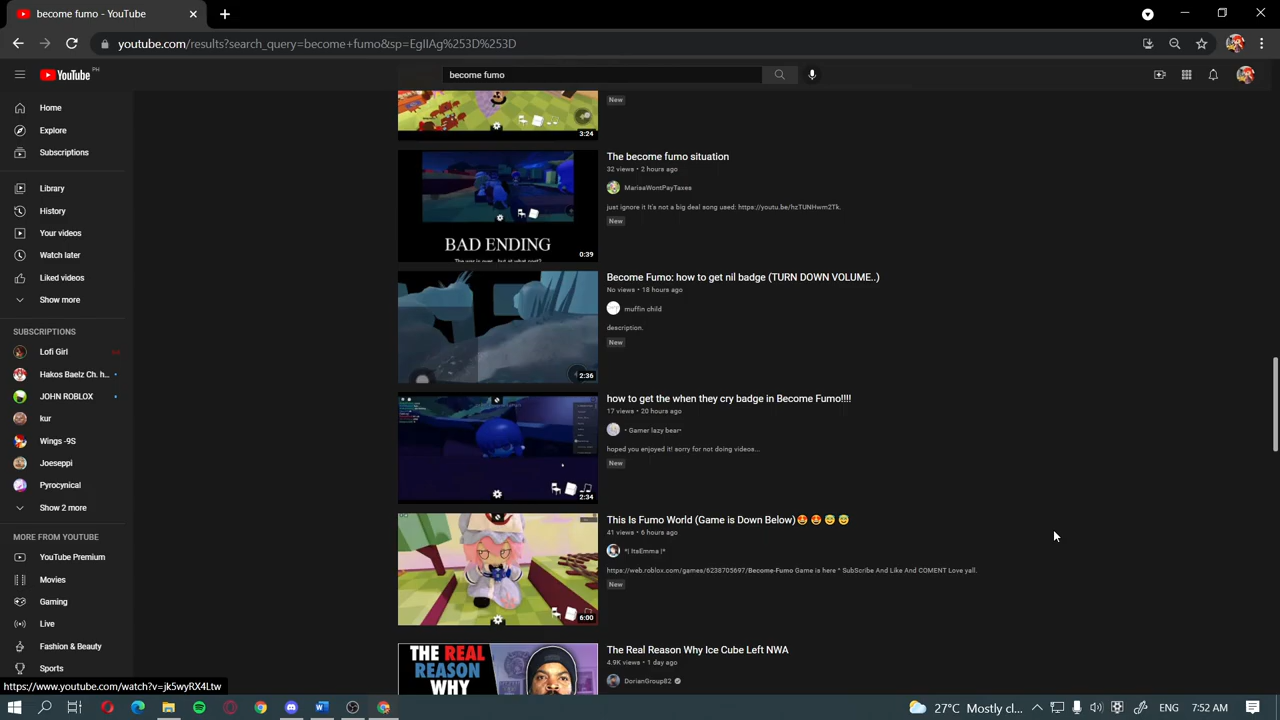 become fumo - YouTube
youtube.com/results?search_query=become+fumo&sp=EgIIAg%253D%253D
YouTube PH
become fumo
Home
Explore
Subscriptions
Library
History
Your videos
Watch later
Liked videos
Show more
SUBSCRIPTIONS
Lofi Girl
Hakos Baelz Ch. h...
JOHN ROBLOX
kur
Wings -9S
Joeseppi
Pyrocynical
Show 2 more
MORE FROM YOUTUBE
YouTube Premium
Movies
Gaming
Live
Fashion & Beauty
Sports
https://www.youtube.com/watch?v=jk5wyRX4Ltw
3:24
New
BAD ENDING
The war is over.. but at what cost?
0:39
The become fumo situation
32 views • 2 hours ago
MarisaWontPayTaxes
just ignore it It's not a big deal song used: https://youtu.be/hzTUNHwm2Tk.
New
2:36
Become Fumo: how to get nil badge (TURN DOWN VOLUME..)
No views • 18 hours ago
muffin child
description.
New
2:34
how to get the when they cry badge in Become Fumo!!!!
17 views • 20 hours ago
• Gamer lazy bear•
hoped you enjoyed it! sorry for not doing videos...
New
6:00
This Is Fumo World (Game is Down Below)😍 😍 😅 😅
41 views • 6 hours ago
*| ItsEmma |*
https://web.roblox.com/games/6238705697/Become-Fumo Game is here ^ SubScribe And Like And COMENT Love yall.
New
THE REAL
REASON
WHY
The Real Reason Why Ice Cube Left NWA
4.9K views • 1 day ago
DorianGroup82
27°C Mostly cl...
ENG
7:52 AM